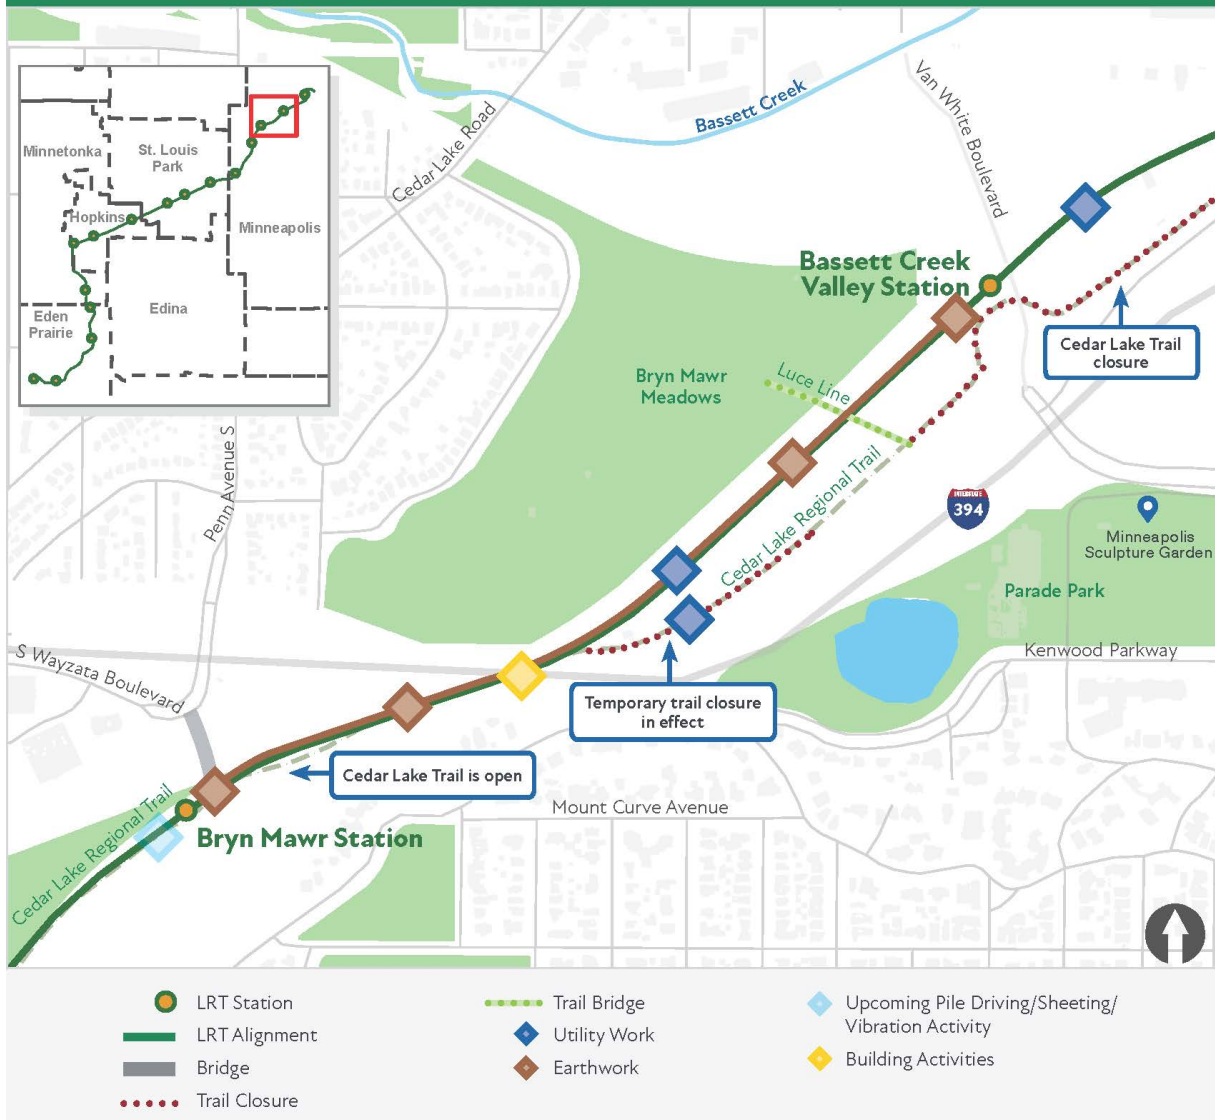 Bassett Creek
Van White Boulevard
Cedar Lake Road
Minnetonka
St. Louis
Park
Hopkins
Minneapolis
Edina
Eden
Prairie
Bassett Creek
Valley Station
Cedar Lake Trail
closure
Bryn Mawr
Meadows
Luce Line
Penn Avenue S
Cedar Lake Regional Trail
INTERSTATE
394
Minneapolis
Sculpture Garden
Parade Park
Kenwood Parkway
S Wayzata Boulevard
Temporary trail closure
in effect
Cedar Lake Trail is open
Mount Curve Avenue
Cedar Lake Regional Trail
Bryn Mawr Station
LRT Station
LRT Alignment
Bridge
Trail Closure
Trail Bridge
Utility Work
Earthwork
Upcoming Pile Driving/Sheeting/
Vibration Activity
Building Activities